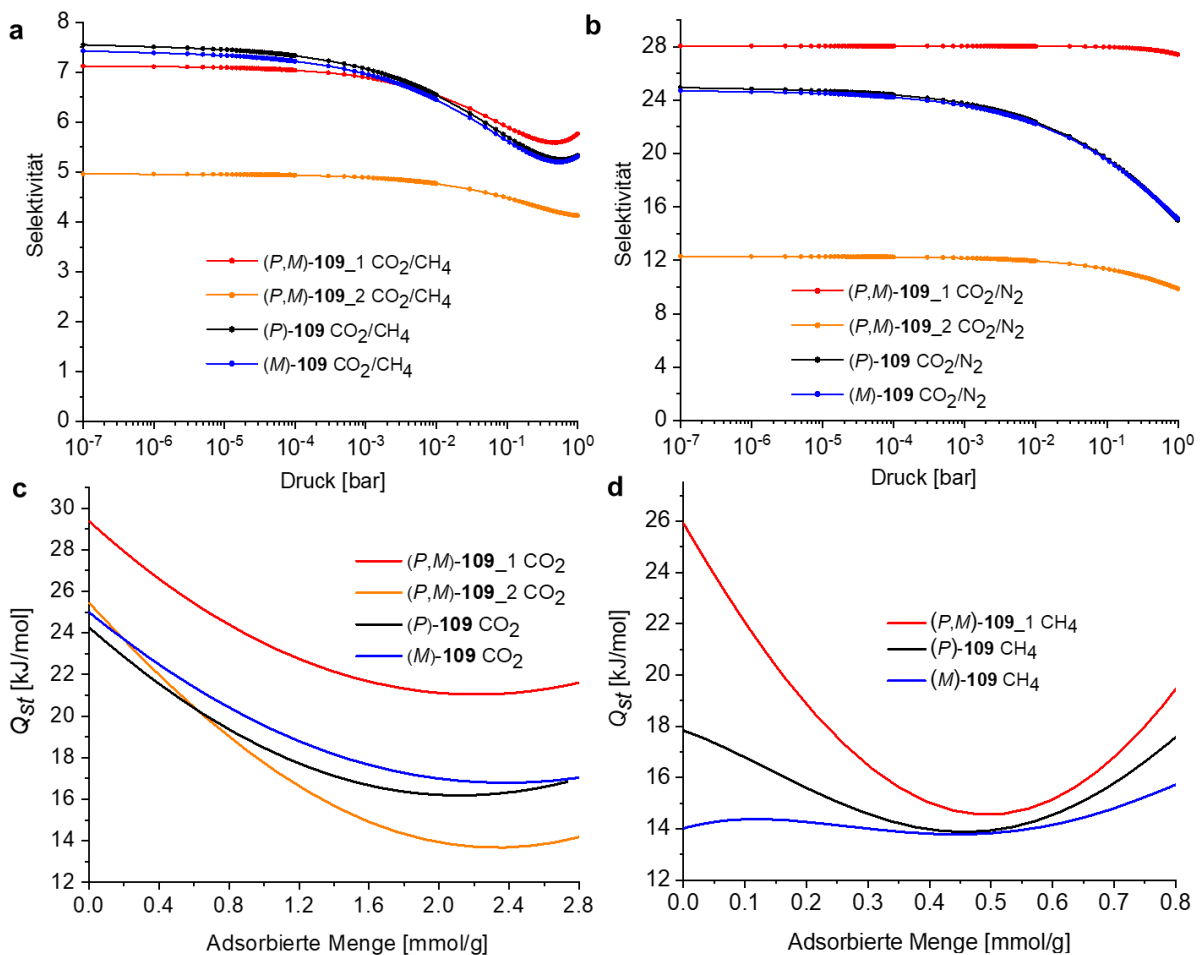 a
8
7
6
5
4
3
2
1
0
Selektivität
(P,M)-109_1 CO2/CH4
(P,M)-109_2 CO2/CH4
(P)-109 CO2/CH4
(M)-109 CO2/CH4
10-7 10-6 10-5 10-4 10-3 10-2 10-1 100
Druck [bar]
b
28
24
20
16
12
8
4
0
Selektivität
(P,M)-109_1 CO2/N2
(P,M)-109_2 CO2/N2
(P)-109 CO2/N2
(M)-109 CO2/N2
10-7 10-6 10-5 10-4 10-3 10-2 10-1 100
Druck [bar]
c
30
28
26
24
22
20
18
16
14
12
Qst [kJ/mol]
(P,M)-109_1 CO2
(P,M)-109_2 CO2
(P)-109 CO2
(M)-109 CO2
0.0 0.4 0.8 1.2 1.6 2.0 2.4 2.8
Adsorbierte Menge [mmol/g]
d
26
24
22
20
18
16
14
12
Qst [kJ/mol]
(P,M)-109_1 CH4
(P)-109 CH4
(M)-109 CH4
0.0 0.1 0.2 0.3 0.4 0.5 0.6 0.7 0.8
Adsorbierte Menge [mmol/g]